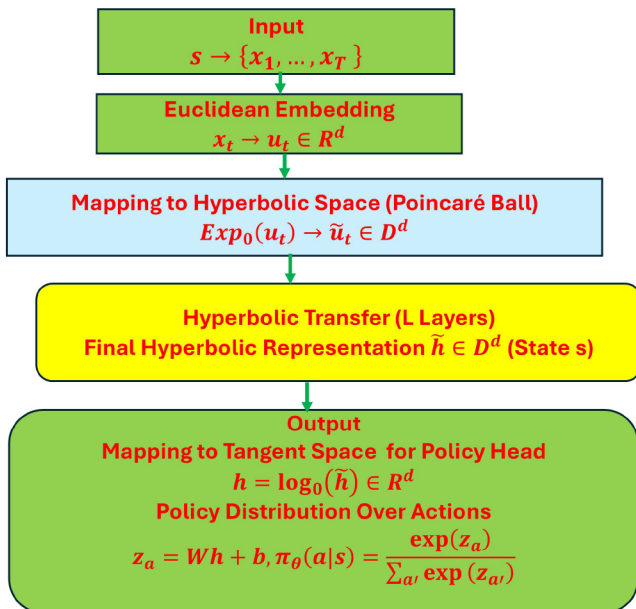 Input
s → {x₁, …, x_T}
Euclidean Embedding
x_t → u_t ∈ R^d
Mapping to Hyperbolic Space (Poincaré Ball)
Exp₀(u_t) → ũ_t ∈ D^d
Hyperbolic Transfer (L Layers)
Final Hyperbolic Representation h̃ ∈ D^d (State s)
Output
Mapping to Tangent Space for Policy Head
h = log₀(h̃) ∈ R^d
Policy Distribution Over Actions
z_a = Wh + b, π_θ(a|s) = exp(z_a) / ∑_a′ exp (z_a′)